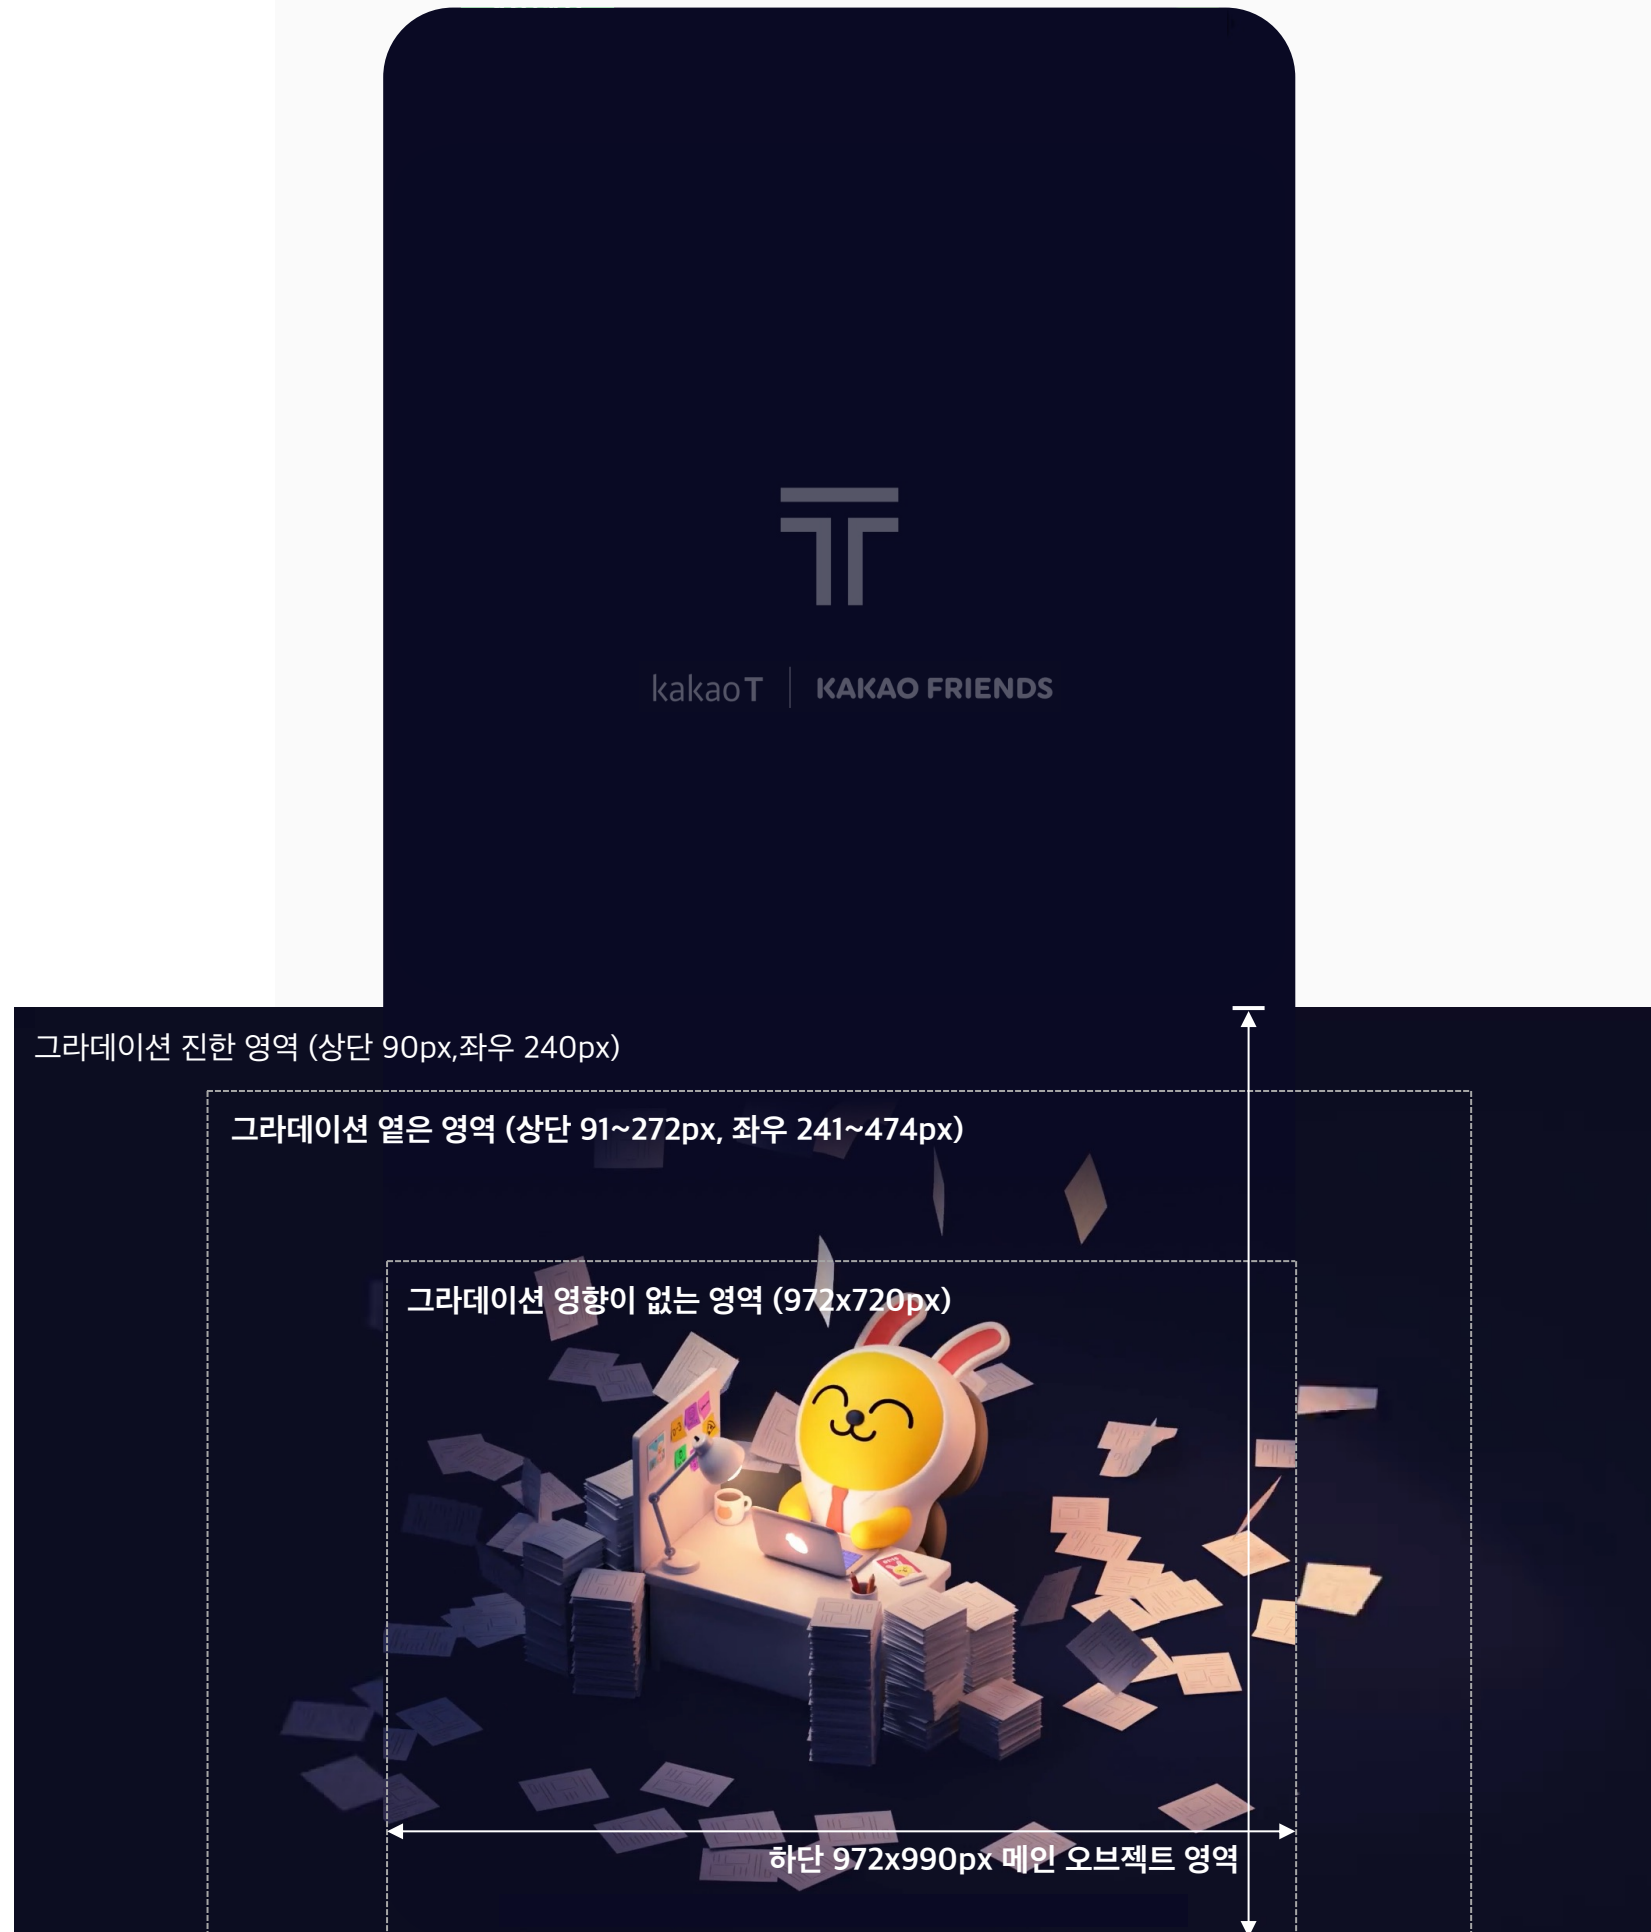 kakao T | KAKAO FRIENDS
그라데이션 진한 영역 (상단 90px,좌우 240px)
그라데이션 옅은 영역 (상단 91~272px, 좌우 241~474px)
그라데이션 영향이 없는 영역 (972x720px)
하단 972x990px 메인 오브젝트 영역